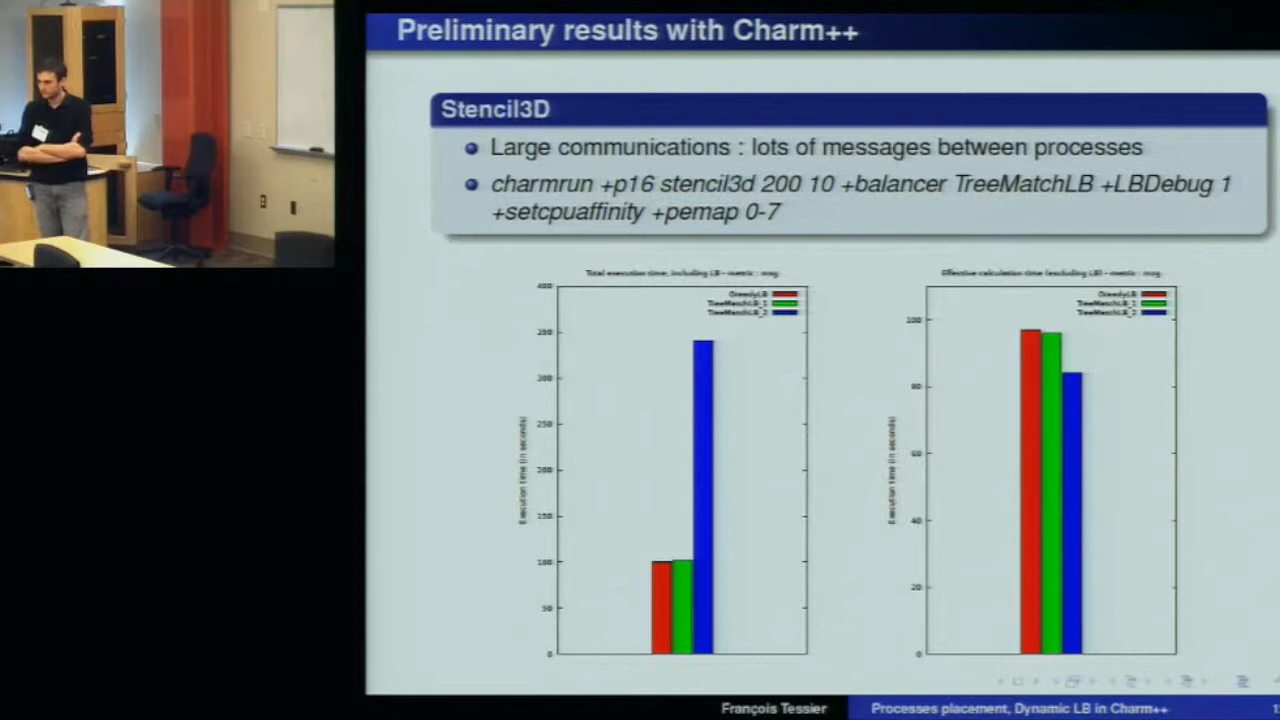 Preliminary results with Charm++
Stencil3D
Large communications : lots of messages between processes
charmrun +p16 stencil3d 200 10 +balancer TreeMatchLB +LBDebug 1
+setcpuaffinity +pemap 0-7
Total execution time, including LB - metric : msg
GreedyLB
TreeMatchLB_1
TreeMatchLB_2
Execution time (in seconds)
400
350
300
250
200
150
100
50
0
Effective calculation time (excluding LB) - metric : msg
GreedyLB
TreeMatchLB_1
TreeMatchLB_2
Execution time (in seconds)
100
80
60
40
20
0
François Tessier
Processes placement, Dynamic LB in Charm++